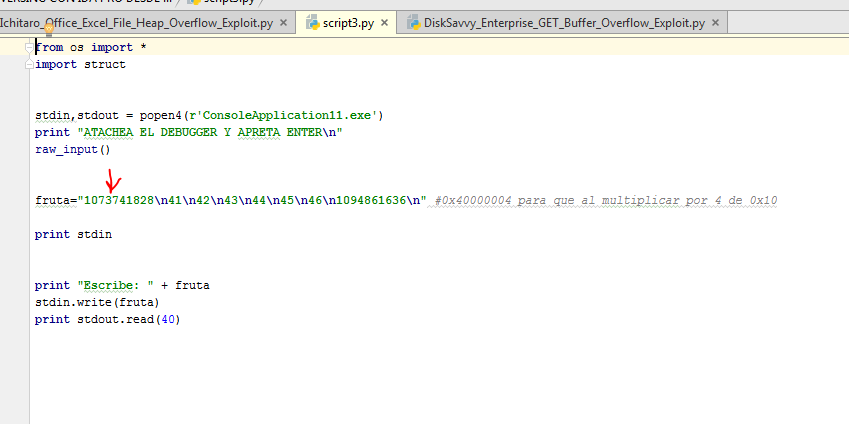 VERSING CON IDA PRO DESDE ... script3.py
Ichitaro_Office_Excel_File_Heap_Overflow_Exploit.py × script3.py × DiskSavvy_Enterprise_GET_Buffer_Overflow_Exploit.py ×
from os import *
import struct
stdin,stdout = popen4(r'ConsoleApplication11.exe')
print "ATACHEA EL DEBUGGER Y APRETA ENTER\n"
raw_input()
fruta="1073741828\n41\n42\n43\n44\n45\n46\n1094861636\n" #0x40000004 para que al multiplicar por 4 de 0x10
print stdin
print "Escribe: " + fruta
stdin.write(fruta)
print stdout.read(40)